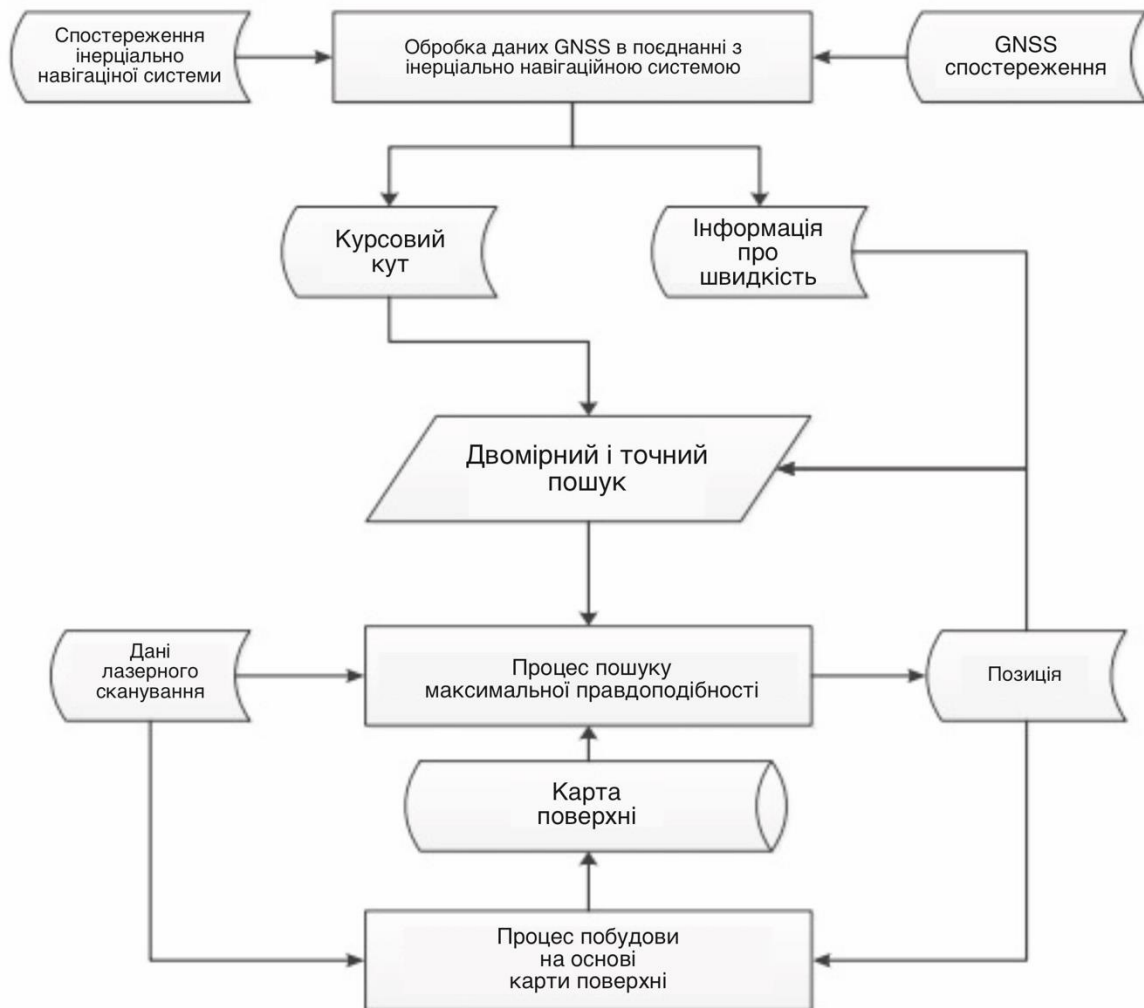 Спостереження
інерціально
навігаціної системи
Обробка даних GNSS в поєднанні з
інерціально навігаційною системою
GNSS
спостереження
Курсовий
кут
Інформація
про
швидкість
Двомірний і точний
пошук
Дані
лазерного
сканування
Процес пошуку
максимальної правдоподібності
Позиція
Карта
поверхні
Процес побудови
на основі
карти поверхні